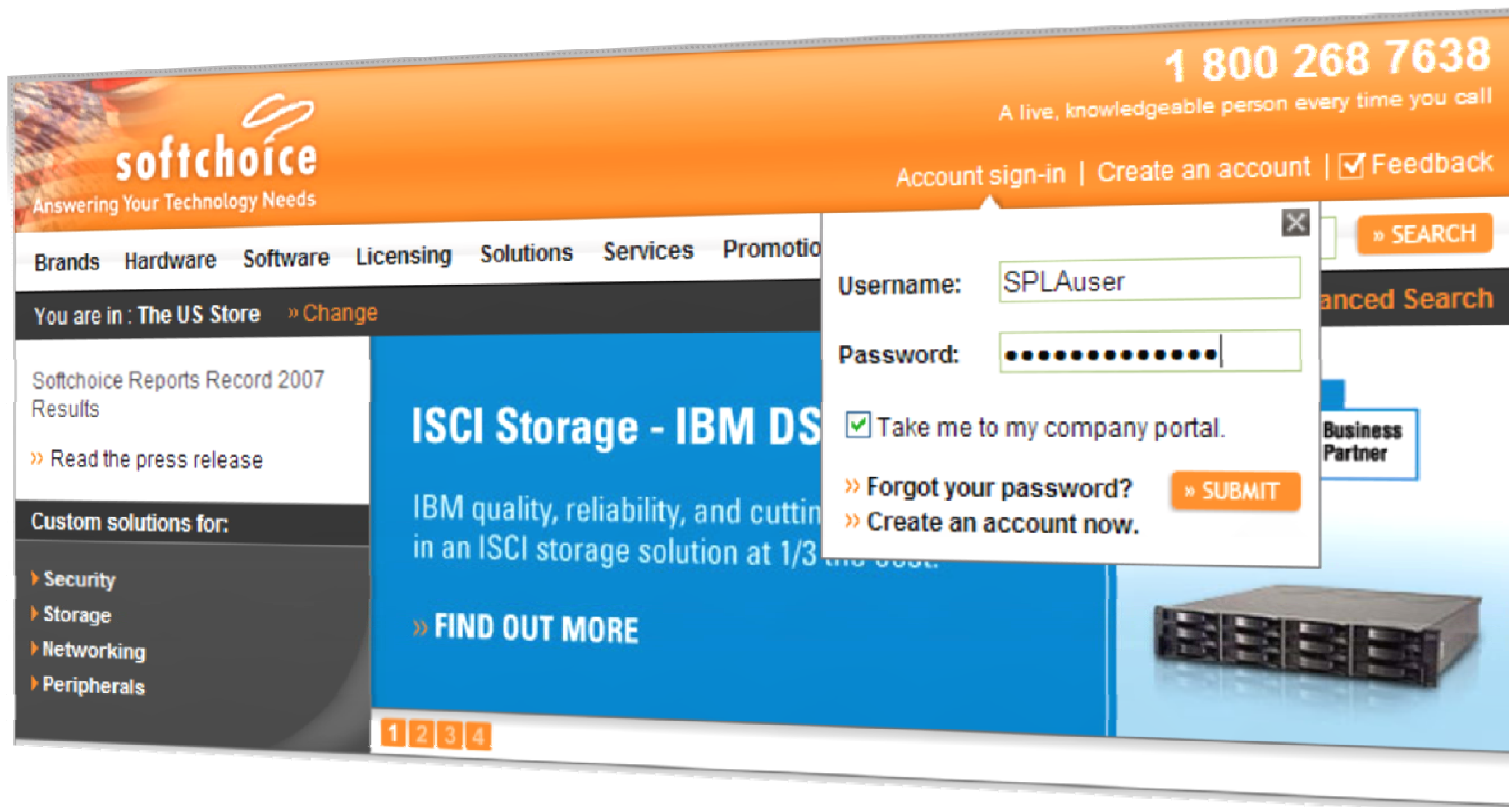 1 800 268 7638
A live, knowledgeable person every time you call
softchoice
Answering Your Technology Needs
Account sign-in | Create an account | Feedback
Brands Hardware Software Licensing Solutions Services Promotio
» SEARCH
You are in : The US Store » Change
anced Search
Username: SPLAuser
Password: •••••••••••••
Take me to my company portal.
» Forgot your password?
» SUBMIT
» Create an account now.
Softchoice Reports Record 2007
Results
» Read the press release
Custom solutions for:
Security
Storage
Networking
Peripherals
ISCI Storage - IBM DS
IBM quality, reliability, and cuttin
in an ISCI storage solution at 1/3
» FIND OUT MORE
Business
Partner
1 2 3 4